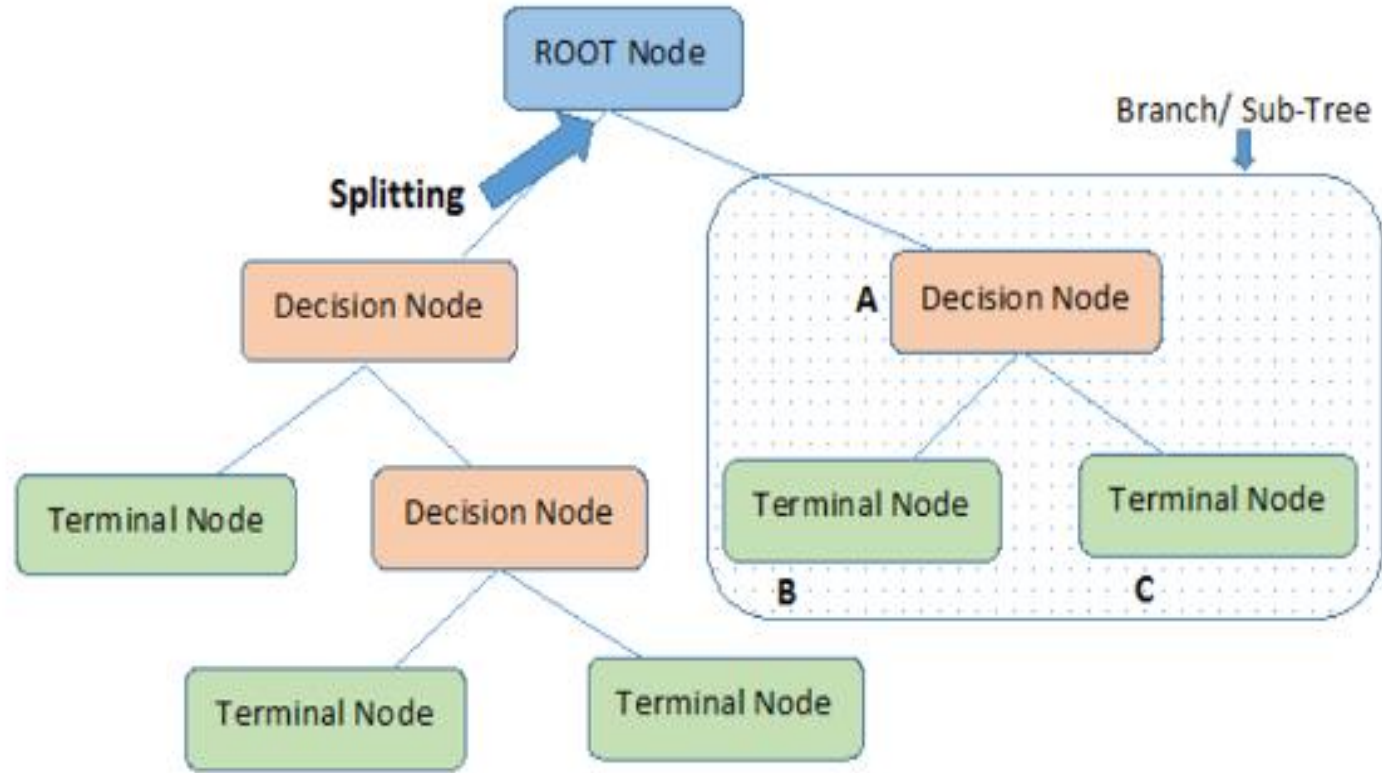 ROOT Node
Branch/ Sub-Tree
Splitting
Decision Node
A
Decision Node
Terminal Node
Decision Node
Terminal Node
Terminal Node
B
C
Terminal Node
Terminal Node